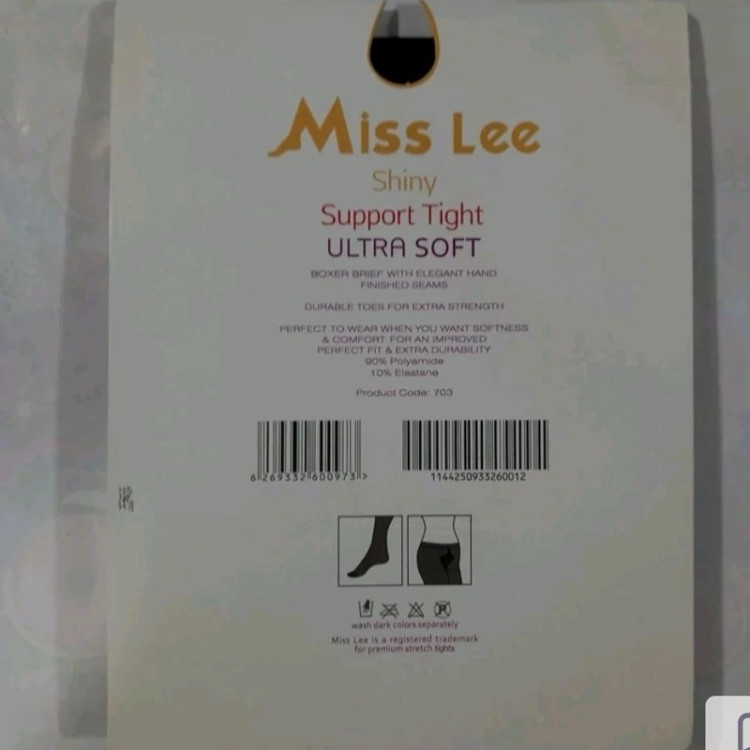 Miss Lee
Shiny
Support Tight
ULTRA SOFT
BOXER BRIEF WITH ELEGANT HAND
FINISHED SEAMS
DURABLE TOES FOR EXTRA STRENGTH
PERFECT TO WEAR WHEN YOU WANT SOFTNESS
& COMFORT FOR AN IMPROVED
PERFECT FIT & EXTRA DURABILITY
90% Polyamide
10% Elastane
Product Code: 703
6 269332 600973 >
1144250933260012
wash dark colors separately
Miss Lee is a registered trademark
for premium stretch tights